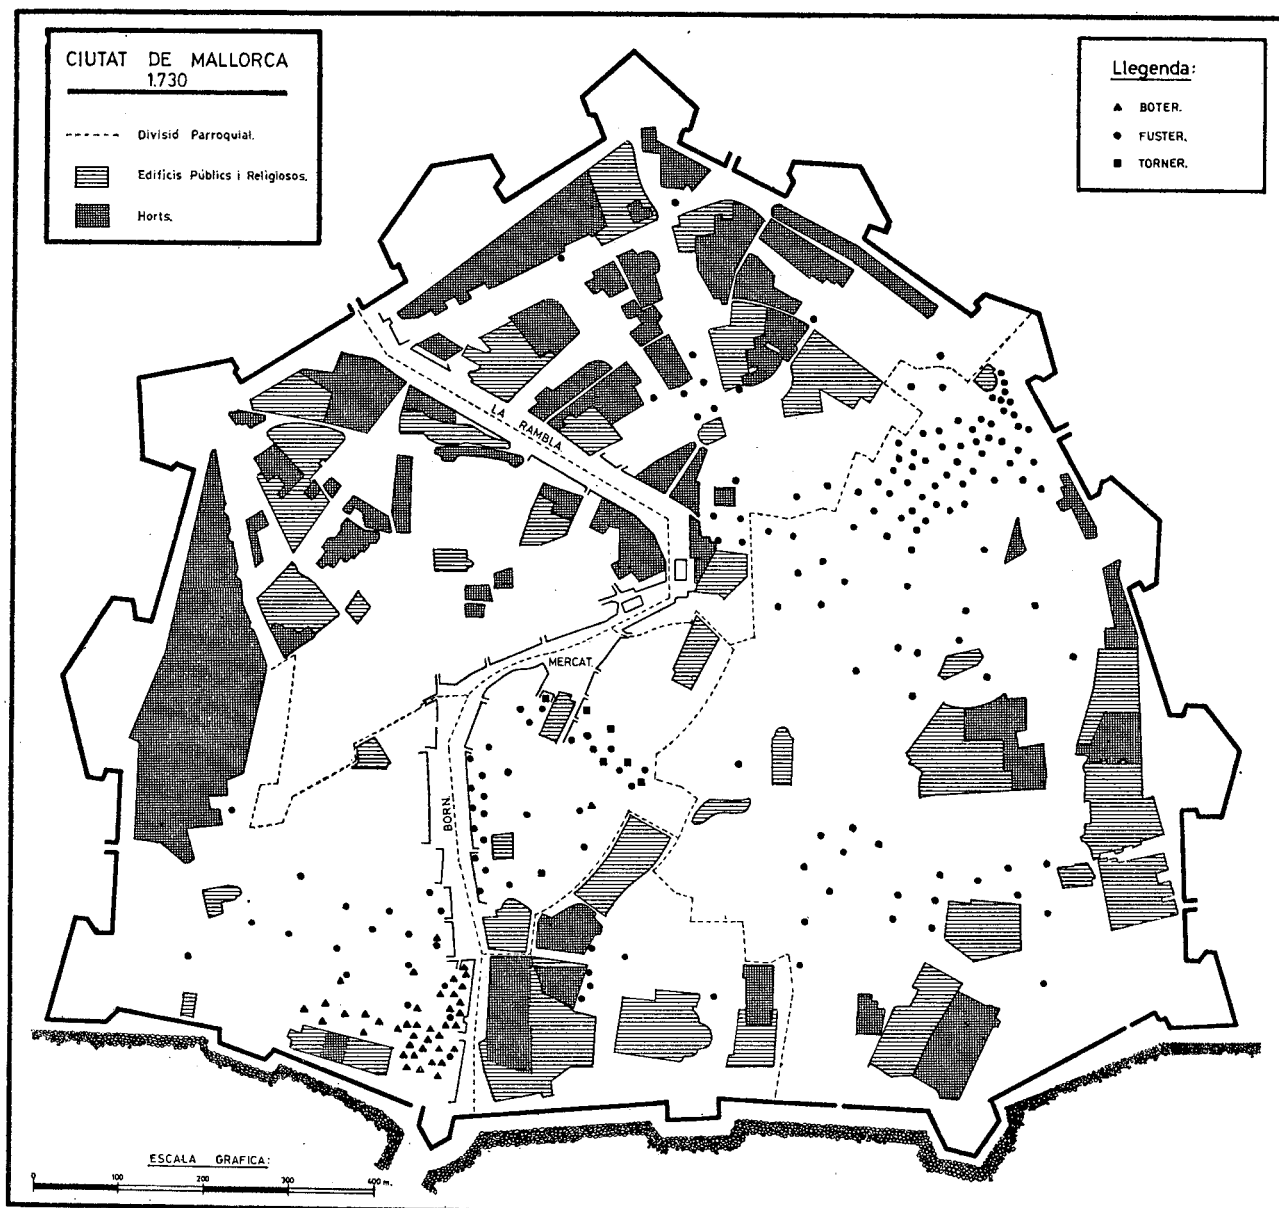 CIUTAT DE MALLORCA
1.730
Divisió Parroquial.
Edificis Públics i Religiosos.
Horts.
Llegenda:
BOTER.
FUSTER.
TORNER.
LA RAMBLA
MERCAT.
BORN.
ESCALA GRAFICA:
0 100 200 300 400 m.